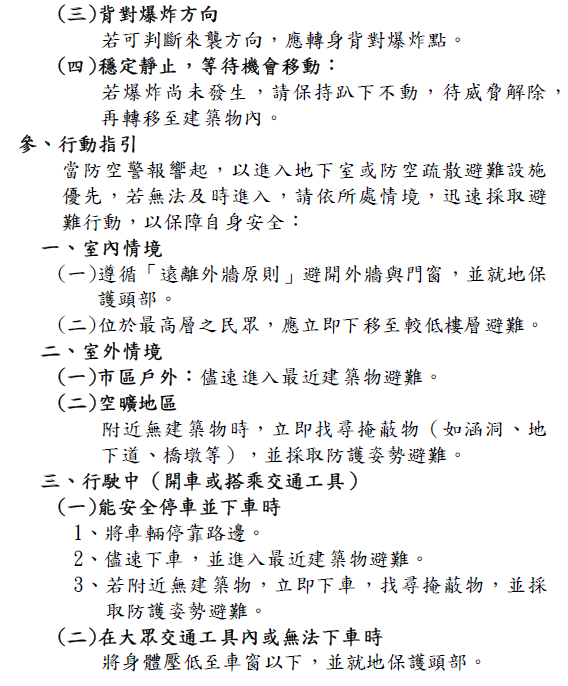 (三)背對爆炸方向
若可判斷來襲方向，應轉身背對爆炸點。
(四)穩定靜止，等待機會移動：
若爆炸尚未發生，請保持趴下不動，待威脅解除，
再轉移至建築物內。
參、行動指引
當防空警報響起，以進入地下室或防空疏散避難設施
優先，若無法及時進入，請依所處情境，迅速採取避
難行動，以保障自身安全：
一、室內情境
(一)遵循「遠離外牆原則」避開外牆與門窗，並就地保
護頭部。
(二)位於最高層之民眾，應立即下移至較低樓層避難。
二、室外情境
(一)市區戶外：儘速進入最近建築物避難。
(二)空曠地區
附近無建築物時，立即找尋掩蔽物（如涵洞、地
下道、橋墩等），並採取防護姿勢避難。
三、行駛中（開車或搭乘交通工具）
(一)能安全停車並下車時
1、將車輛停靠路邊。
2、儘速下車，並進入最近建築物避難。
3、若附近無建築物，立即下車，找尋掩蔽物，並採
取防護姿勢避難。
(二)在大眾交通工具內或無法下車時
將身體壓低至車窗以下，並就地保護頭部。